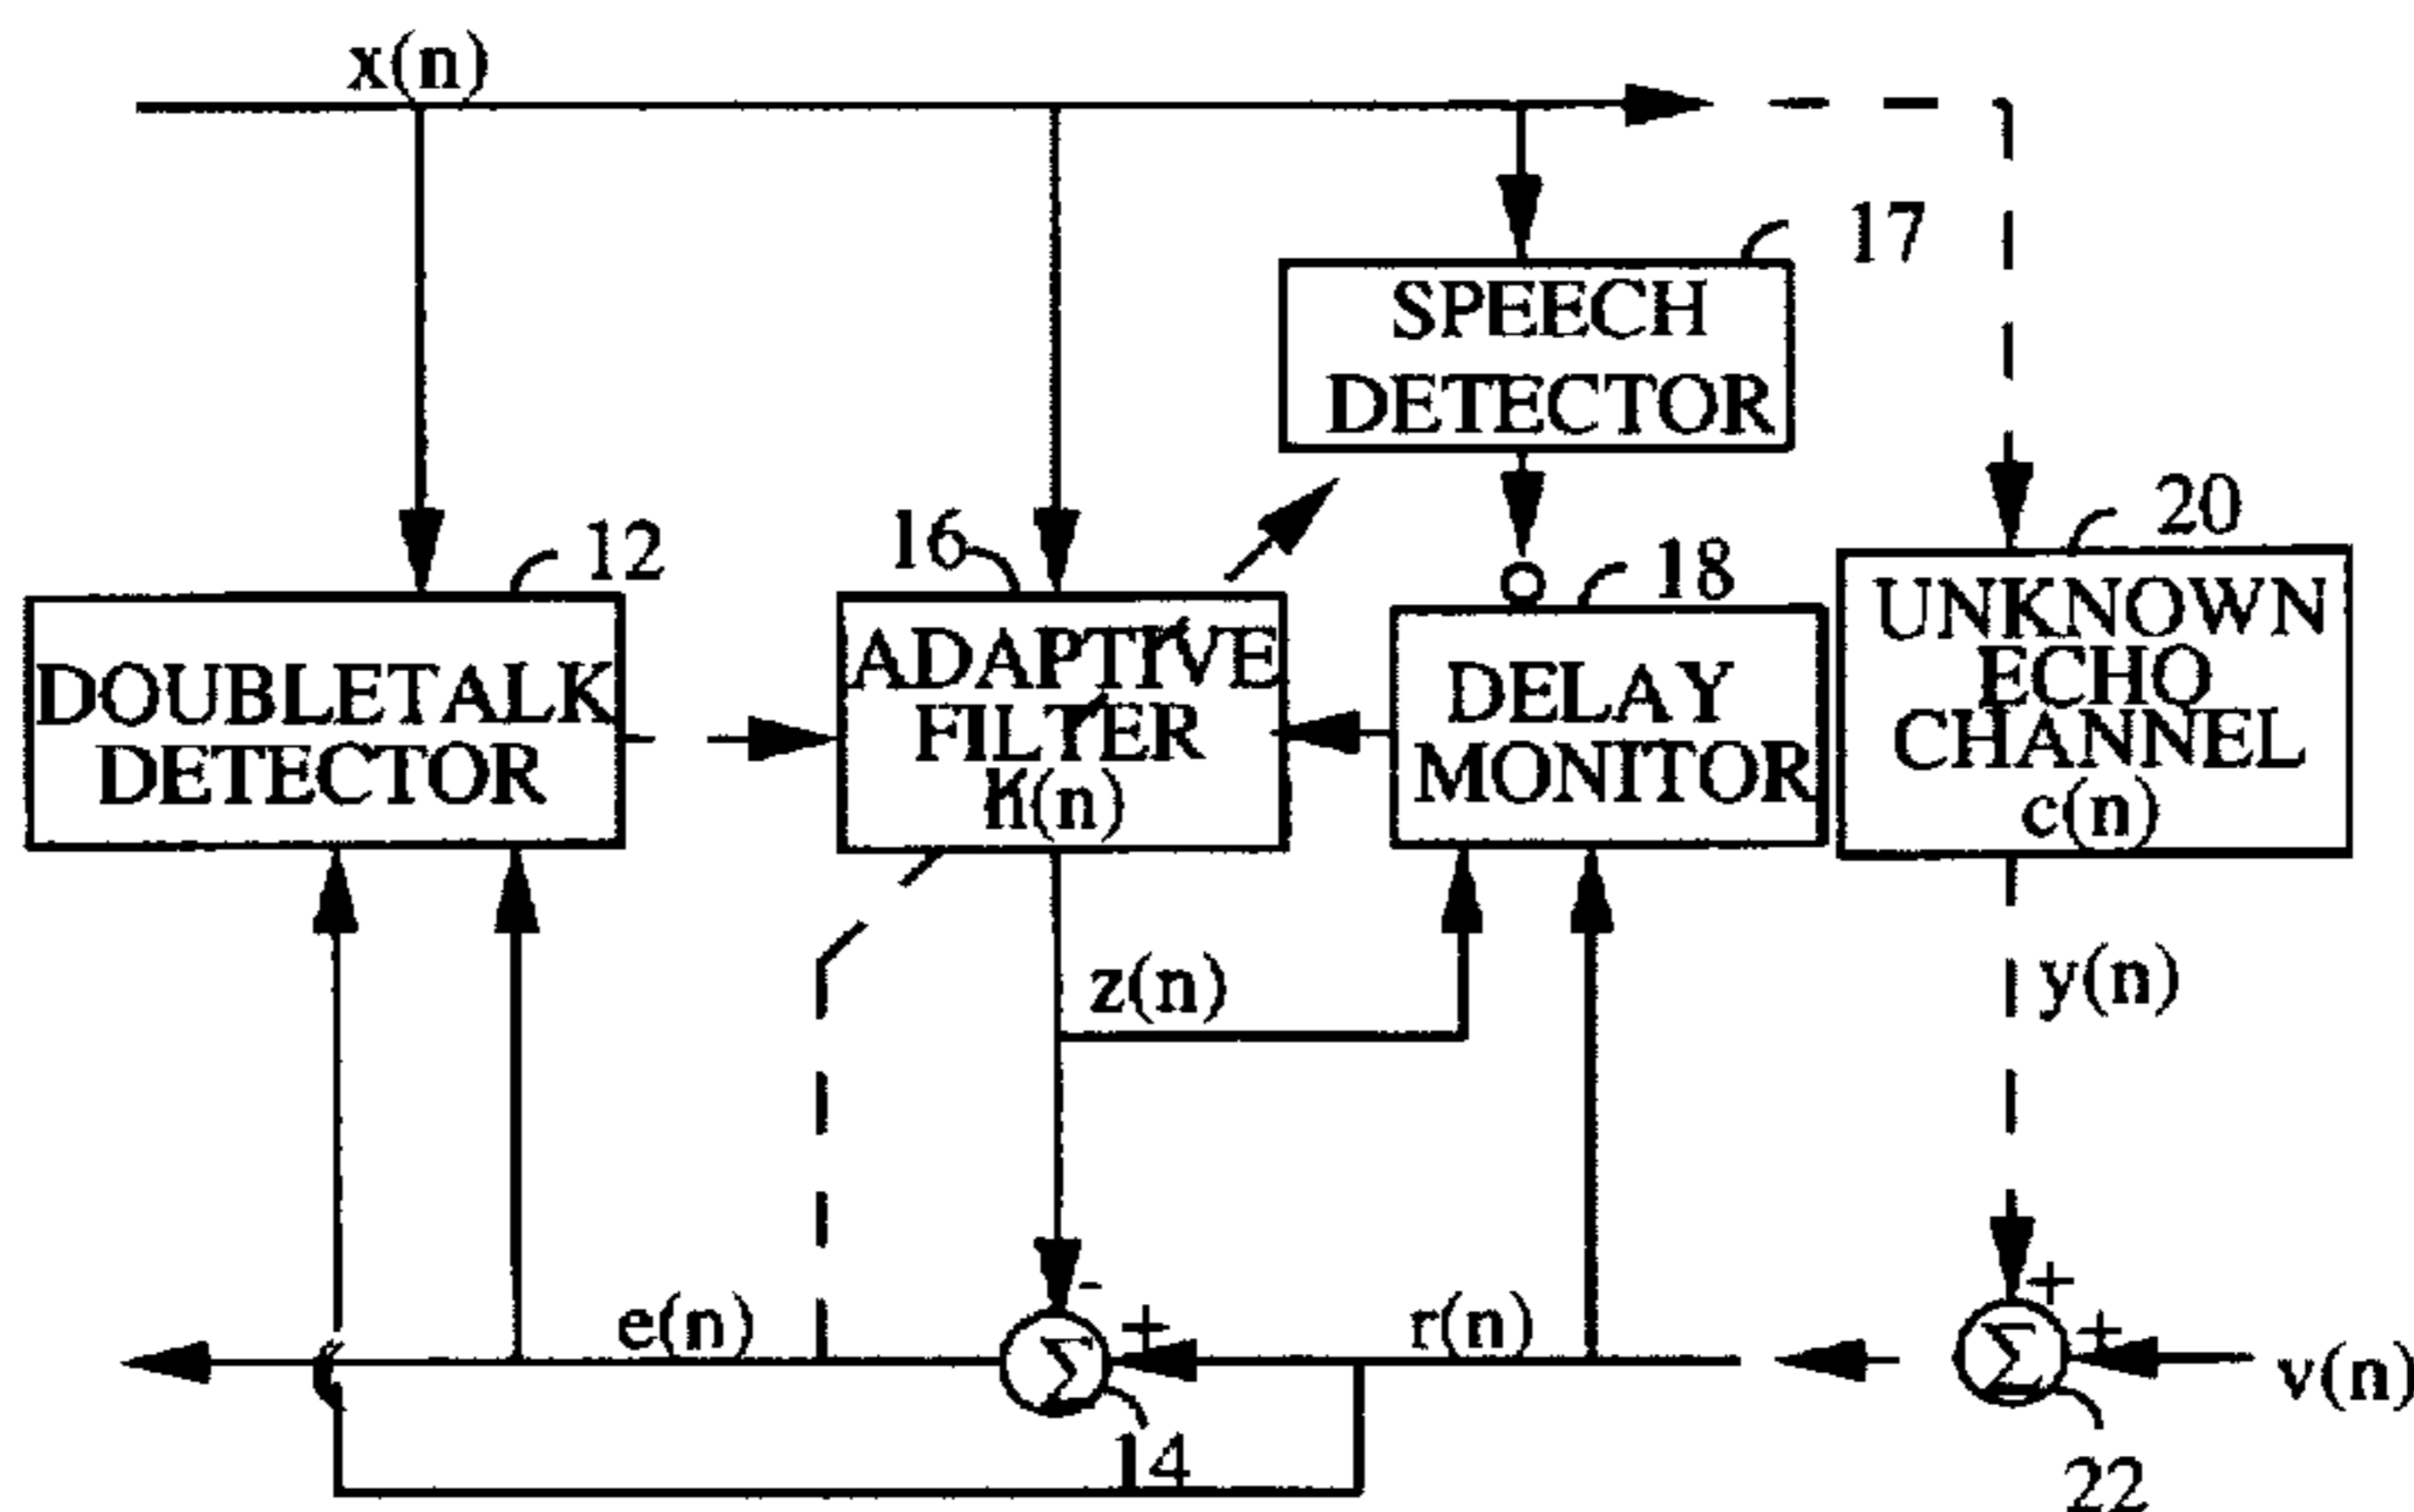 x(n)
17
SPEECH
DETECTOR
12
16
18
20
DOUBLETALK
DETECTOR
ADAPTIVE
FILTER
h(n)
DELAY
MONITOR
UNKNOWN
ECHO
CHANNEL
c(n)
z(n)
y(n)
-
+
+
+
e(n)
Σ
r(n)
Σ
v(n)
14
22